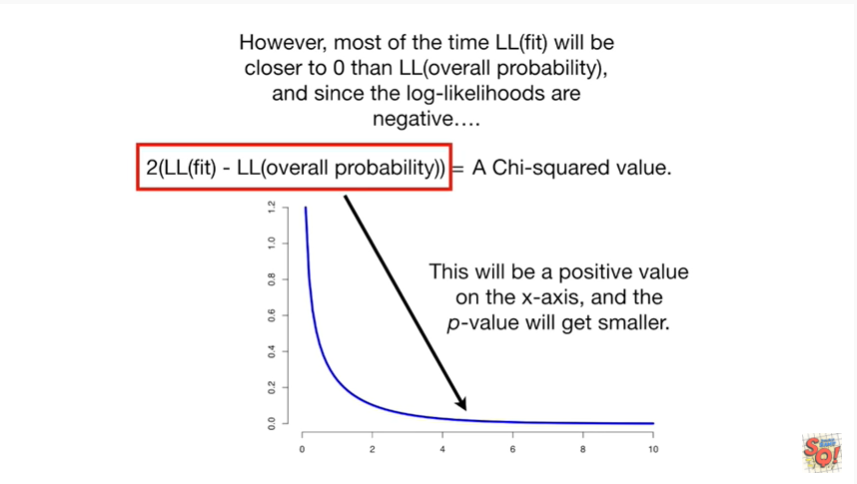 However, most of the time LL(fit) will be
closer to 0 than LL(overall probability),
and since the log-likelihoods are
negative….
2(LL(fit) - LL(overall probability)) = A Chi-squared value.
This will be a positive value
on the x-axis, and the
p-value will get smaller.
1.2
1.0
0.8
0.6
0.4
0.2
0.0
0 2 4 6 8 10
SQ!